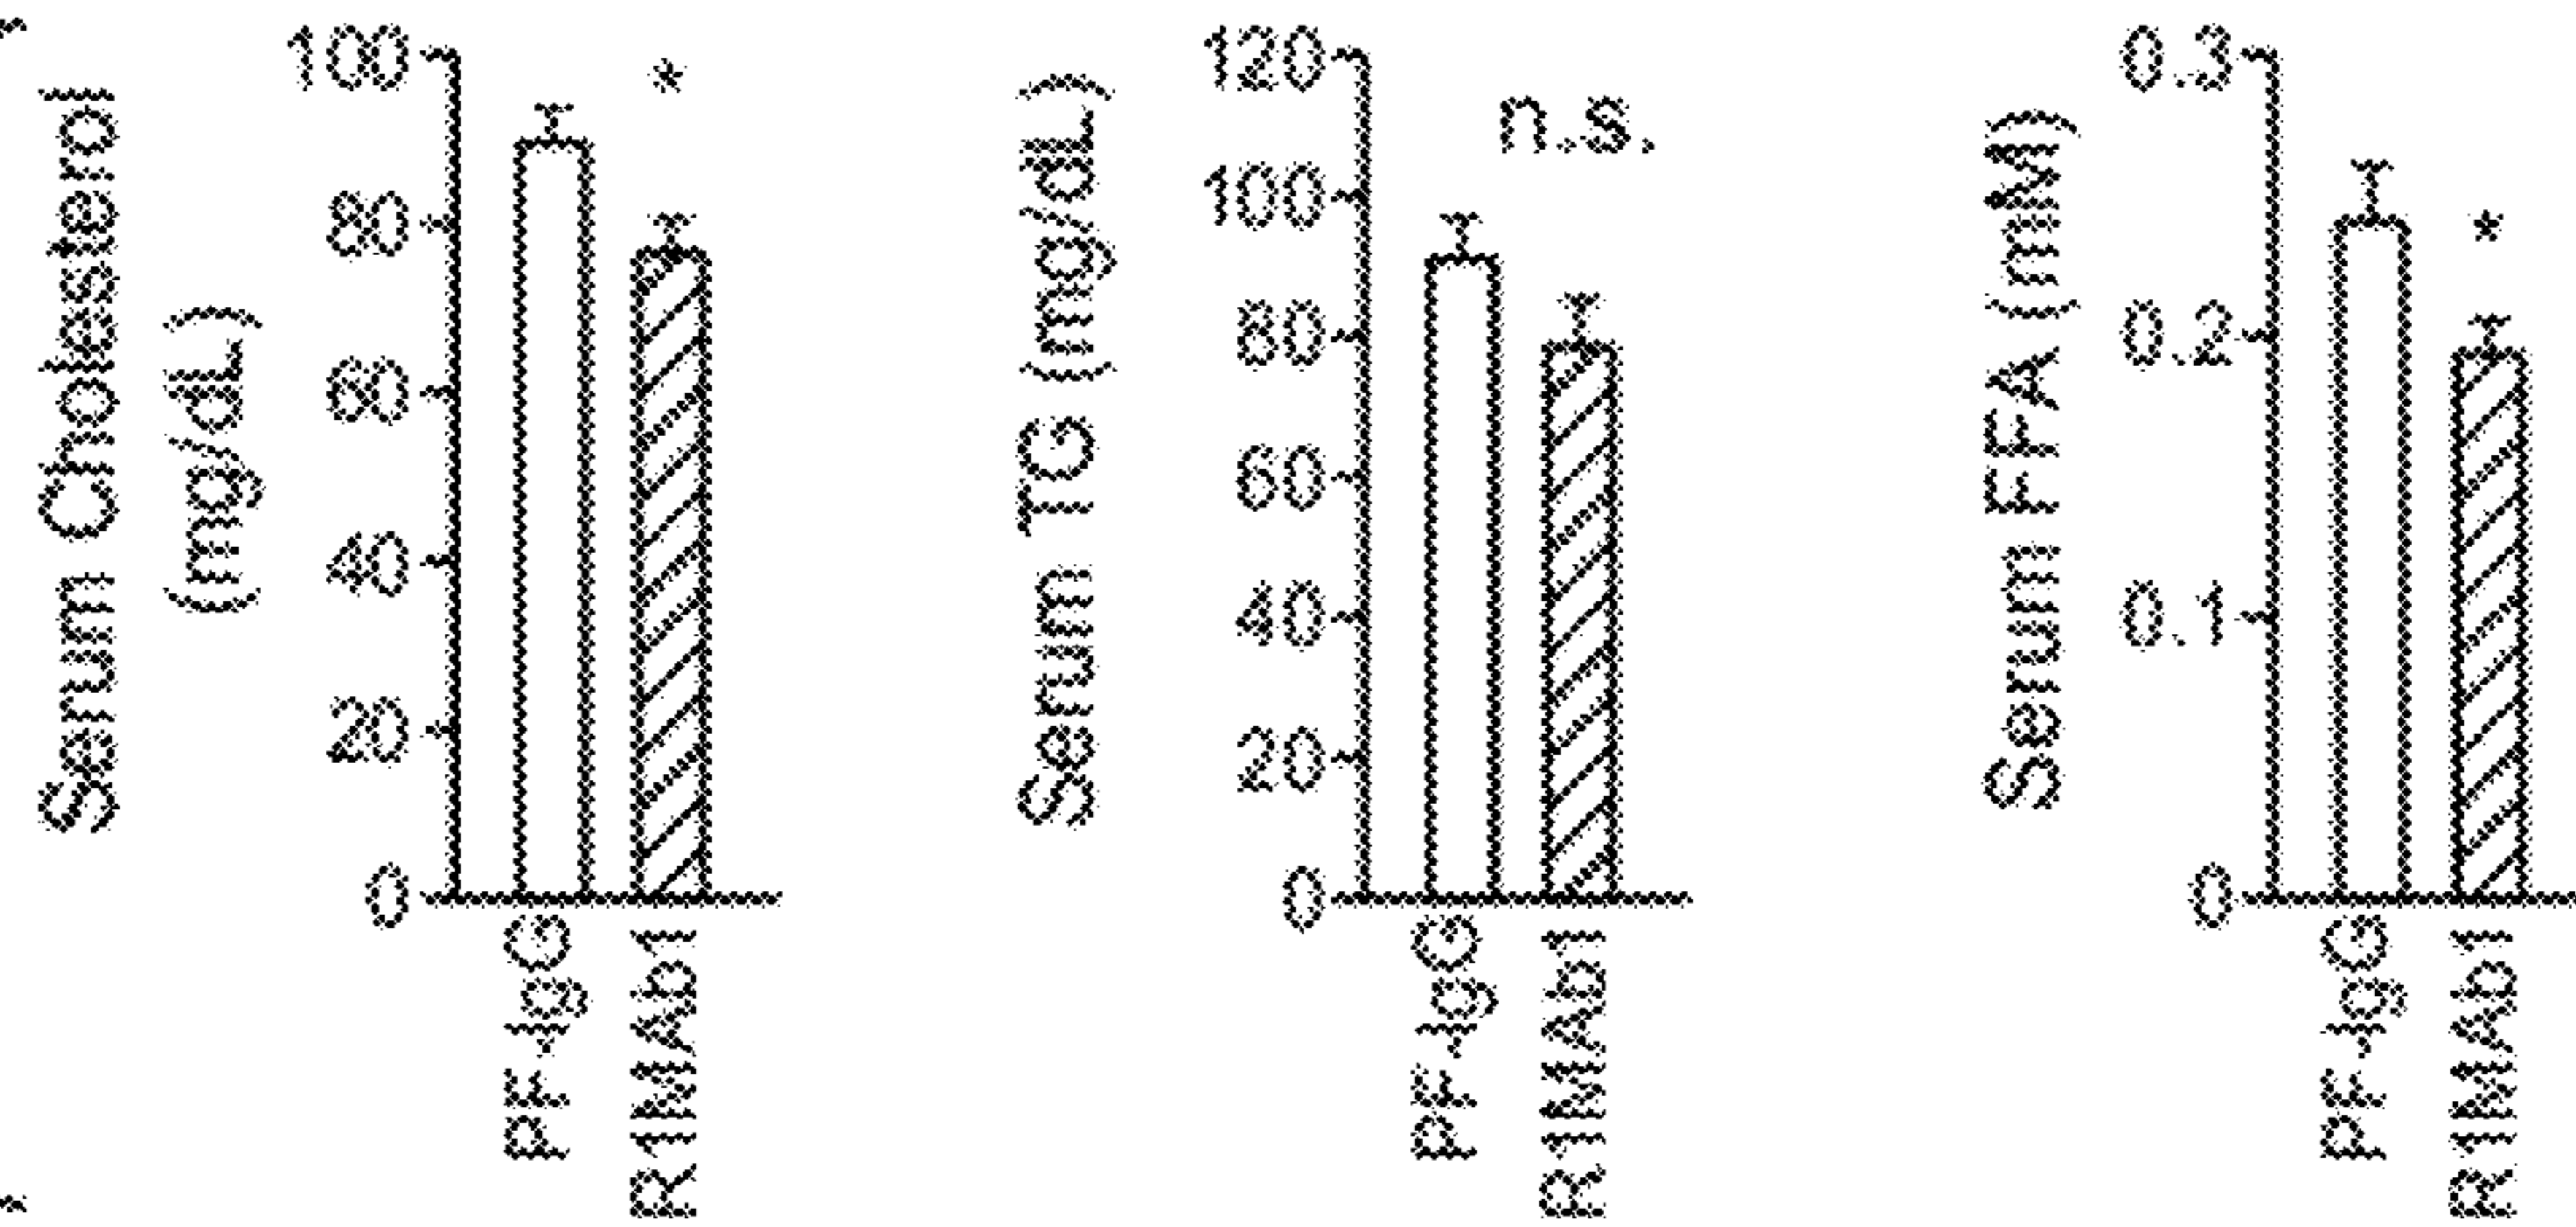 Serum Cholesterol
(mg/dL)
100
80
60
40
20
0
*
PF-IgG
R1MAb1
Serum TG (mg/dL)
120
100
80
60
40
20
0
n.s.
PF-IgG
R1MAb1
Serum FFA (mM)
0.3
0.2
0.1
0
*
PF-IgG
R1MAb1